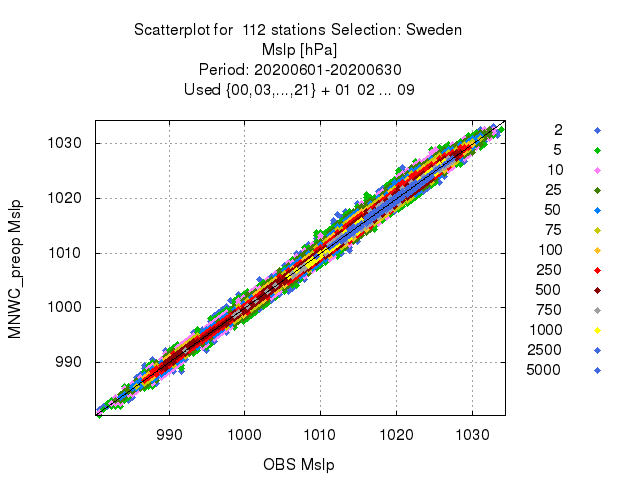 Scatterplot for  112 stations Selection: Sweden
Mslp [hPa]
Period: 20200601-20200630
Used {00,03,...,21} + 01 02 ... 09
MNWC_preop Mslp
1030
1020
1010
1000
990
990 1000 1010 1020 1030
OBS Mslp
2
5
10
25
50
75
100
250
500
750
1000
2500
5000